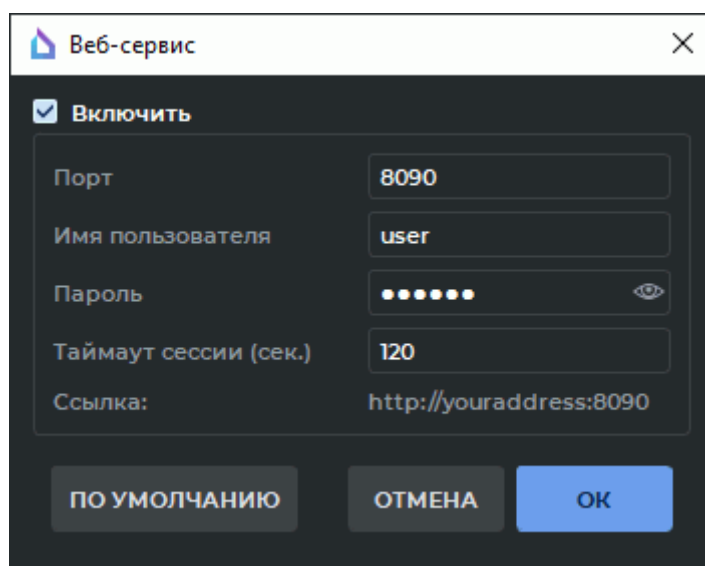 Веб-сервис
Включить
Порт 8090
Имя пользователя user
Пароль ●●●●●●
Таймаут сессии (сек.) 120
Ссылка: http://youraddress:8090
ПО УМОЛЧАНИЮ ОТМЕНА ОК